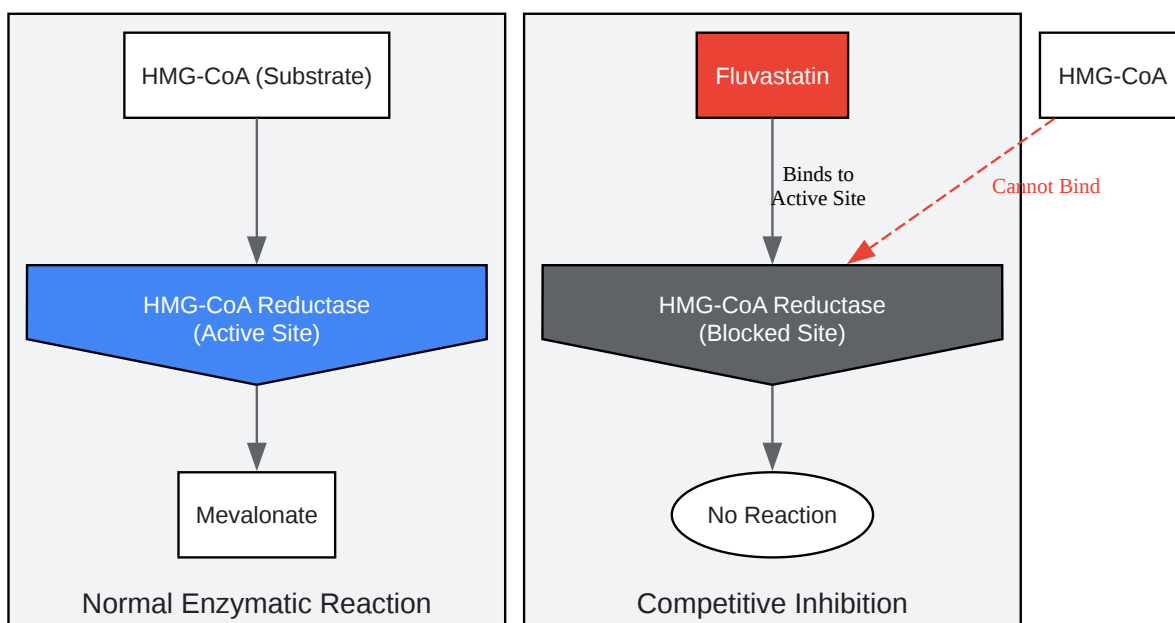 HMG-CoA (Substrate)
HMG-CoA Reductase
(Active Site)
Mevalonate
Normal Enzymatic Reaction
Fluvastatin
HMG-CoA
Binds to
Active Site
Cannot Bind
HMG-CoA Reductase
(Blocked Site)
No Reaction
Competitive Inhibition